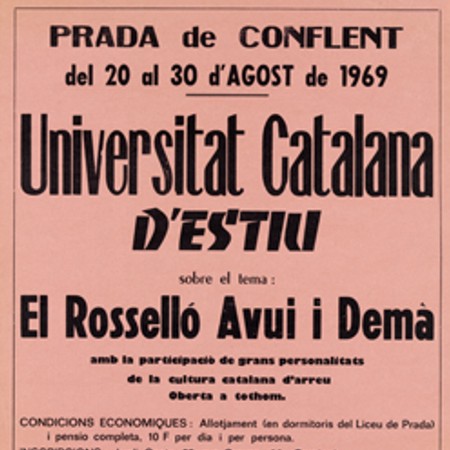 PRADA de CONFLENT
del 20 al 30 d'AGOST de 1969
Universitat Catalana
D'ESTIU
sobre el tema :
El Rosselló Avui i Demà
amb la participació de grans personalitats
de la cultura catalana d'arreu
Oberta a tothom.
CONDICIONS ECONOMIQUES : Allotjament (en dormitoris del Liceu de Prada)
i pensio completa, 10 F per dia i per persona.